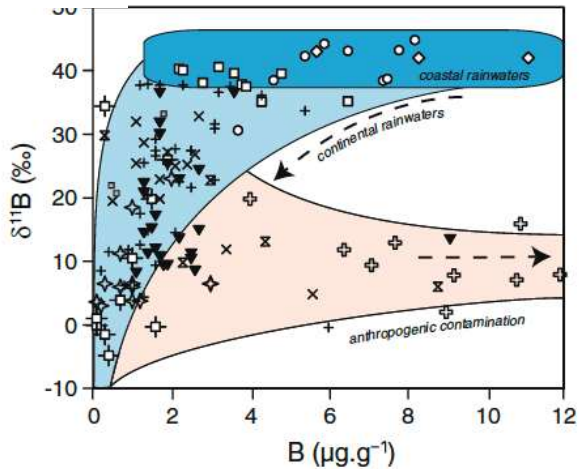 50
40
30
20
10
0
-10
δ¹¹B (‰)
0
2
4
6
8
10
12
B (µg.g⁻¹)
coastal rainwaters
continental rainwaters
anthropogenic contamination